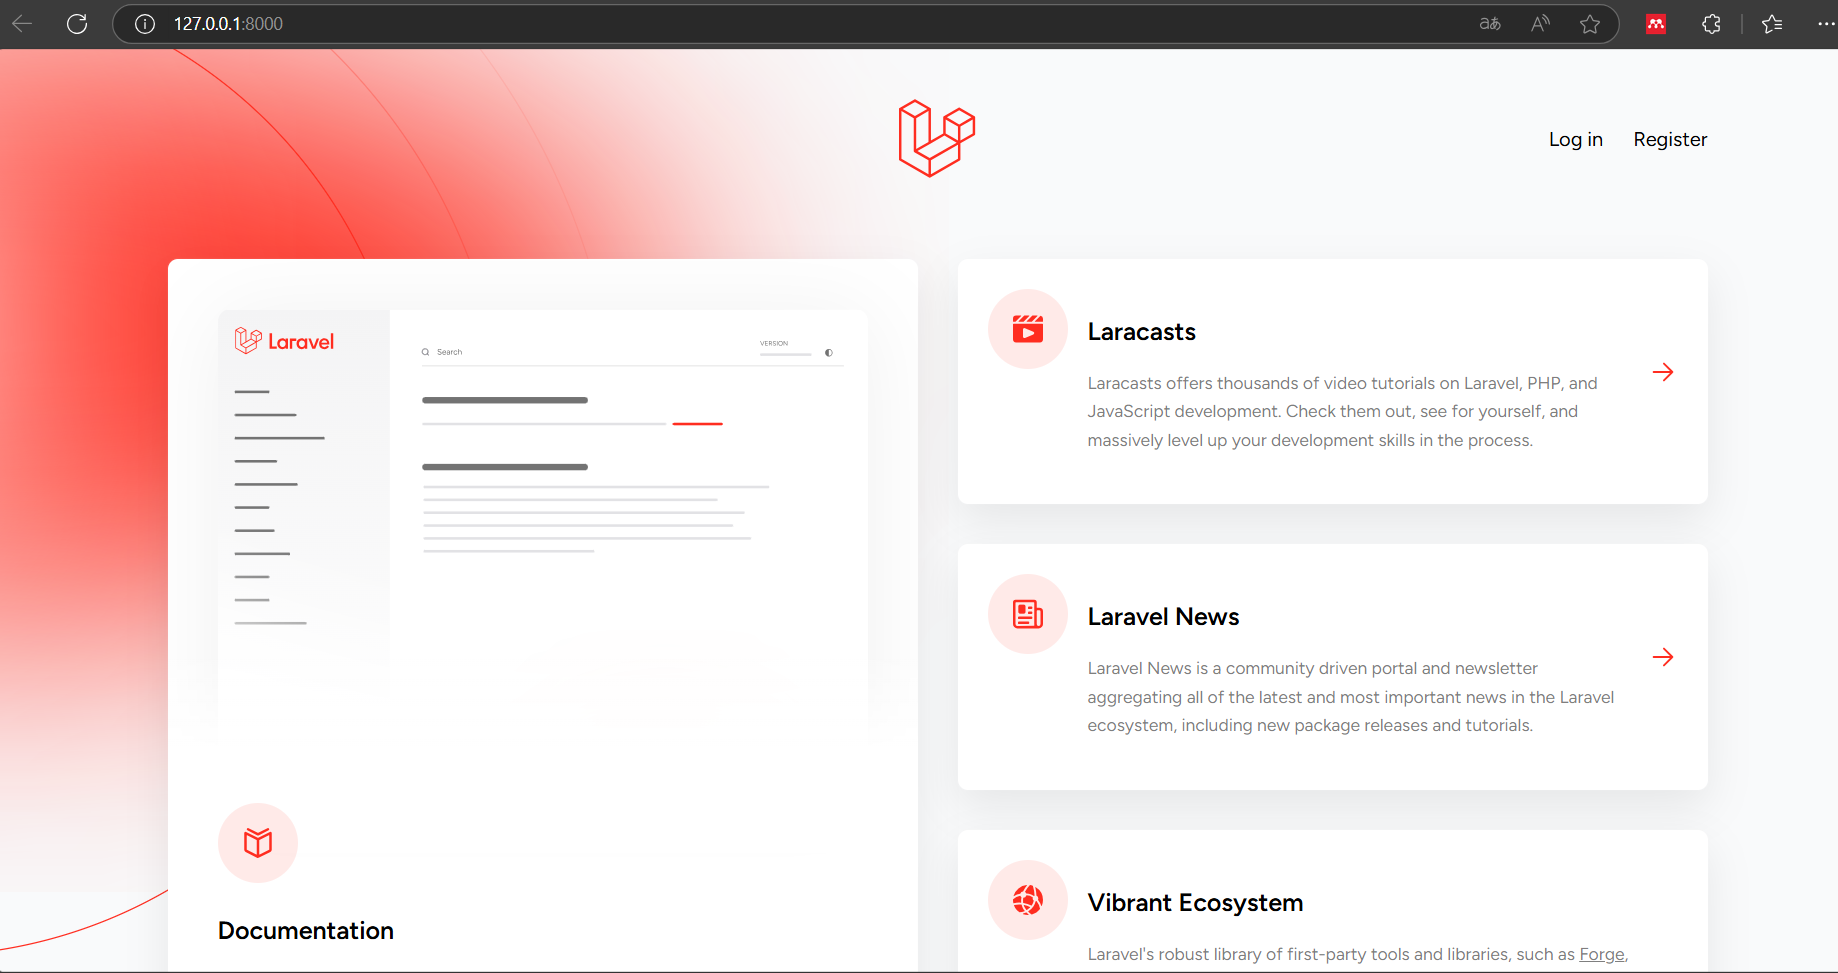 127.0.0.1:8000
Log in
Register
Laravel
Search
VERSION
Documentation
Laracasts
Laracasts offers thousands of video tutorials on Laravel, PHP, and
JavaScript development. Check them out, see for yourself, and
massively level up your development skills in the process.
Laravel News
Laravel News is a community driven portal and newsletter
aggregating all of the latest and most important news in the Laravel
ecosystem, including new package releases and tutorials.
Vibrant Ecosystem
Laravel's robust library of first-party tools and libraries, such as Forge,